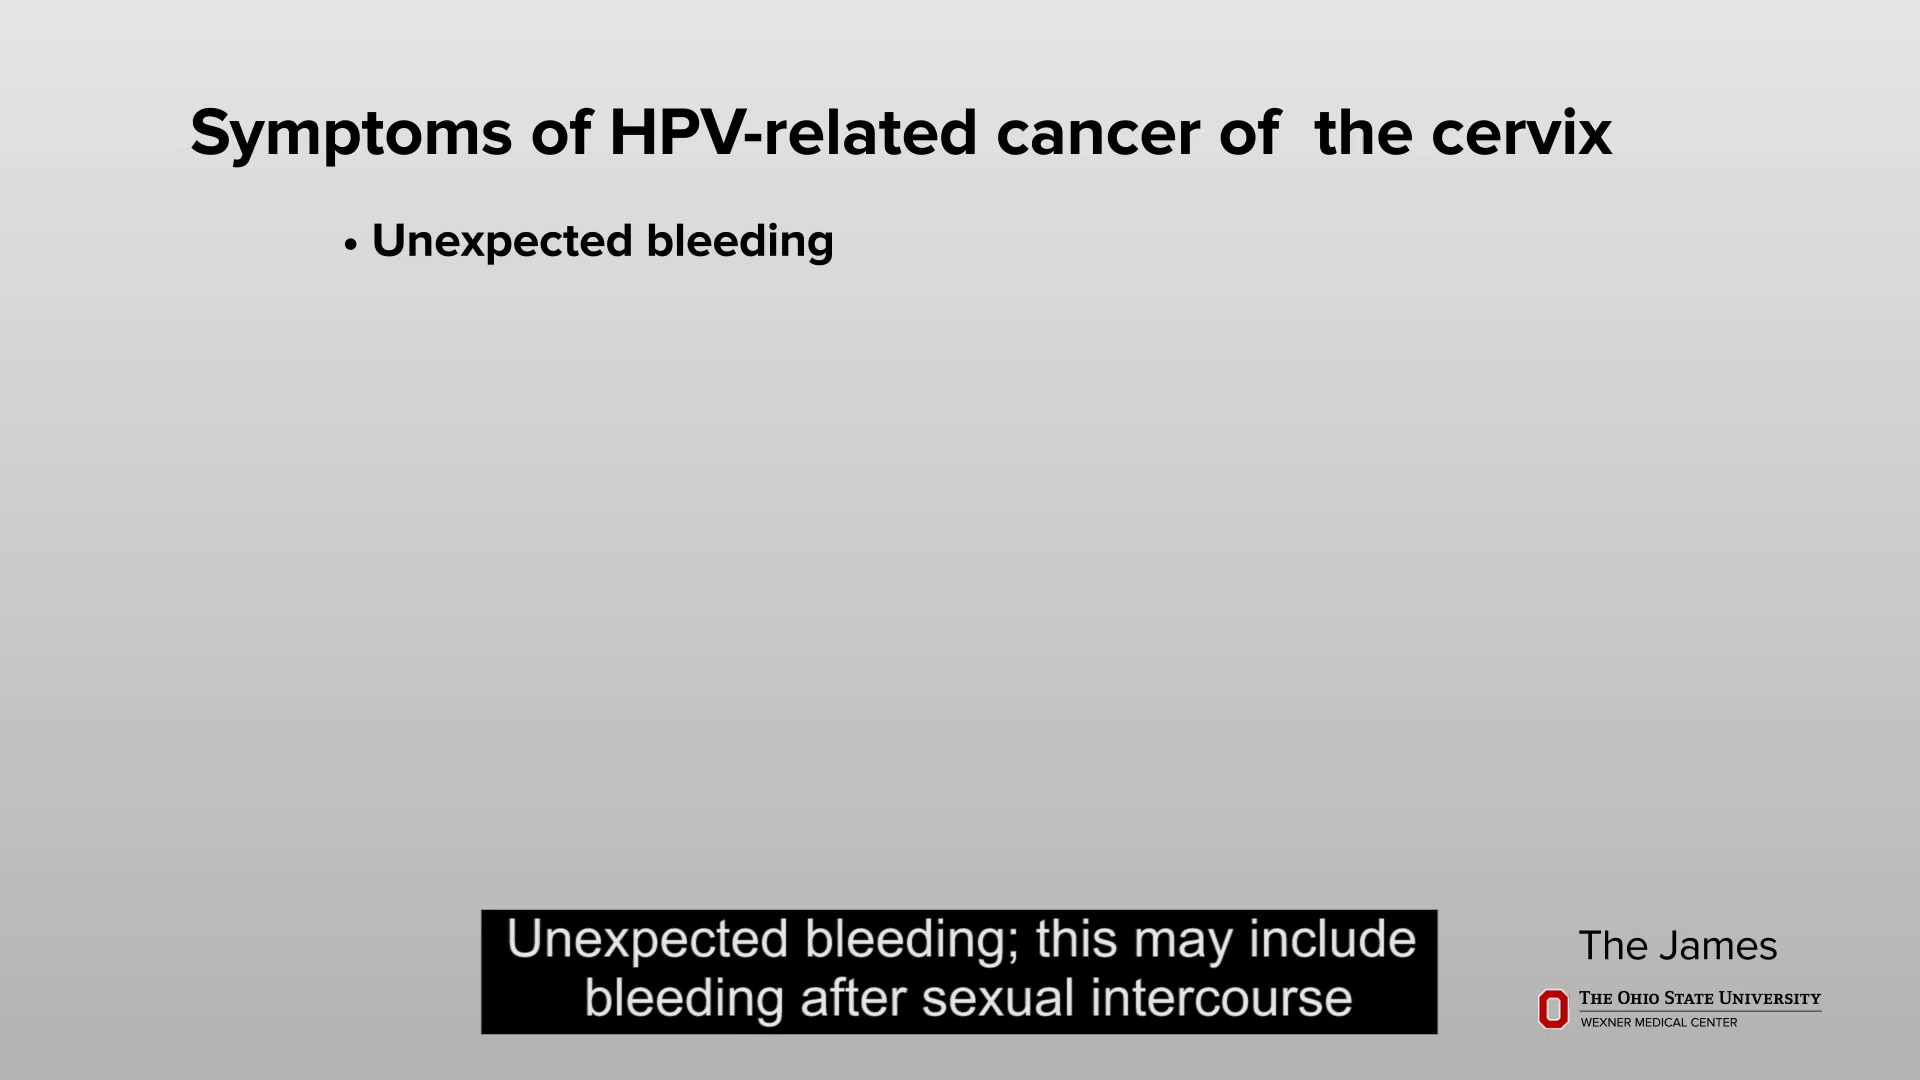 Symptoms of HPV-related cancer of  the cervix
• Unexpected bleeding
Unexpected bleeding; this may include
bleeding after sexual intercourse
The James
THE OHIO STATE UNIVERSITY
WEXNER MEDICAL CENTER